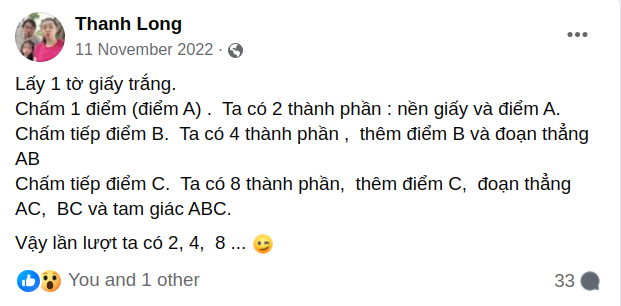 Thanh Long
11 November 2022 ·
Lấy 1 tờ giấy trắng.
Chấm 1 điểm (điểm A) .  Ta có 2 thành phần : nền giấy và điểm A.
Chấm tiếp điểm B.  Ta có 4 thành phần ,  thêm điểm B và đoạn thẳng
AB
Chấm tiếp điểm C.  Ta có 8 thành phần,  thêm điểm C,  đoạn thẳng
AC,  BC và tam giác ABC.
Vậy lần lượt ta có 2, 4,  8 ... 😉
You and 1 other
33